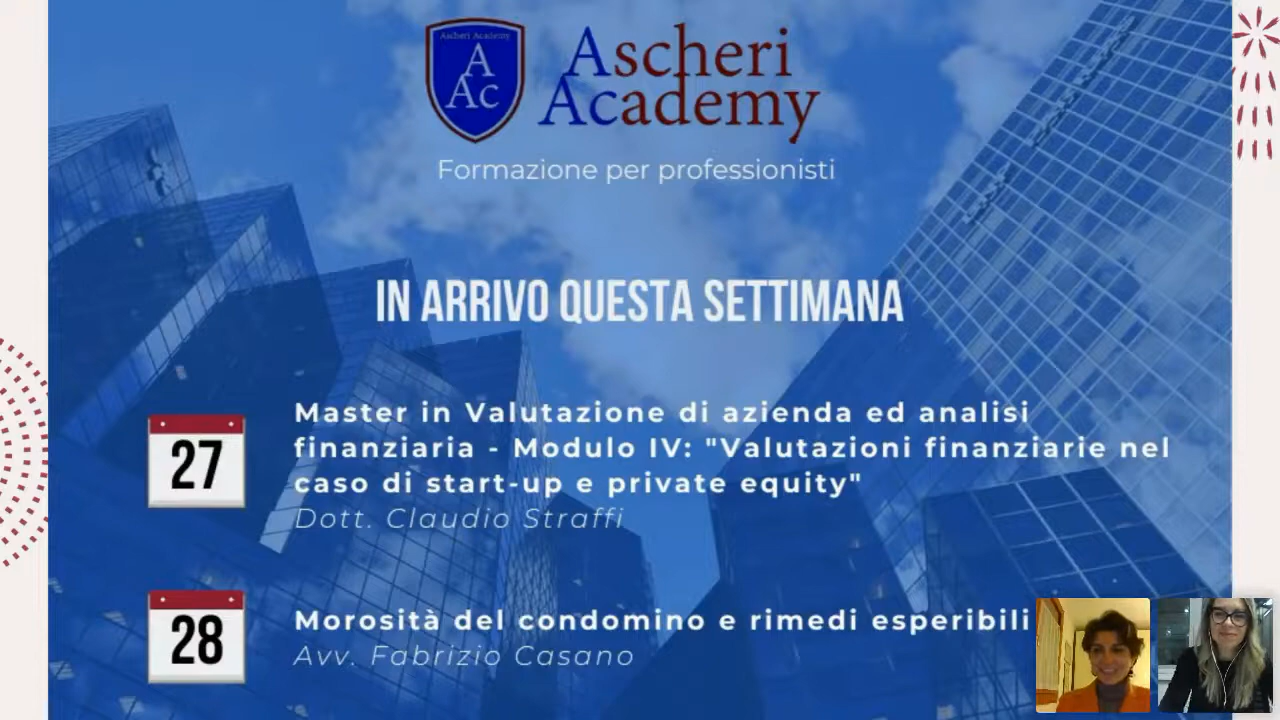 Ascheri Academy
A
Ac
Ascheri
Academy
Formazione per professionisti
IN ARRIVO QUESTA SETTIMANA
27
Master in Valutazione di azienda ed analisi
finanziaria - Modulo IV: "Valutazioni finanziarie nel
caso di start-up e private equity"
Dott. Claudio Straffi
28
Morosità del condomino e rimedi esperibili
Avv. Fabrizio Casano